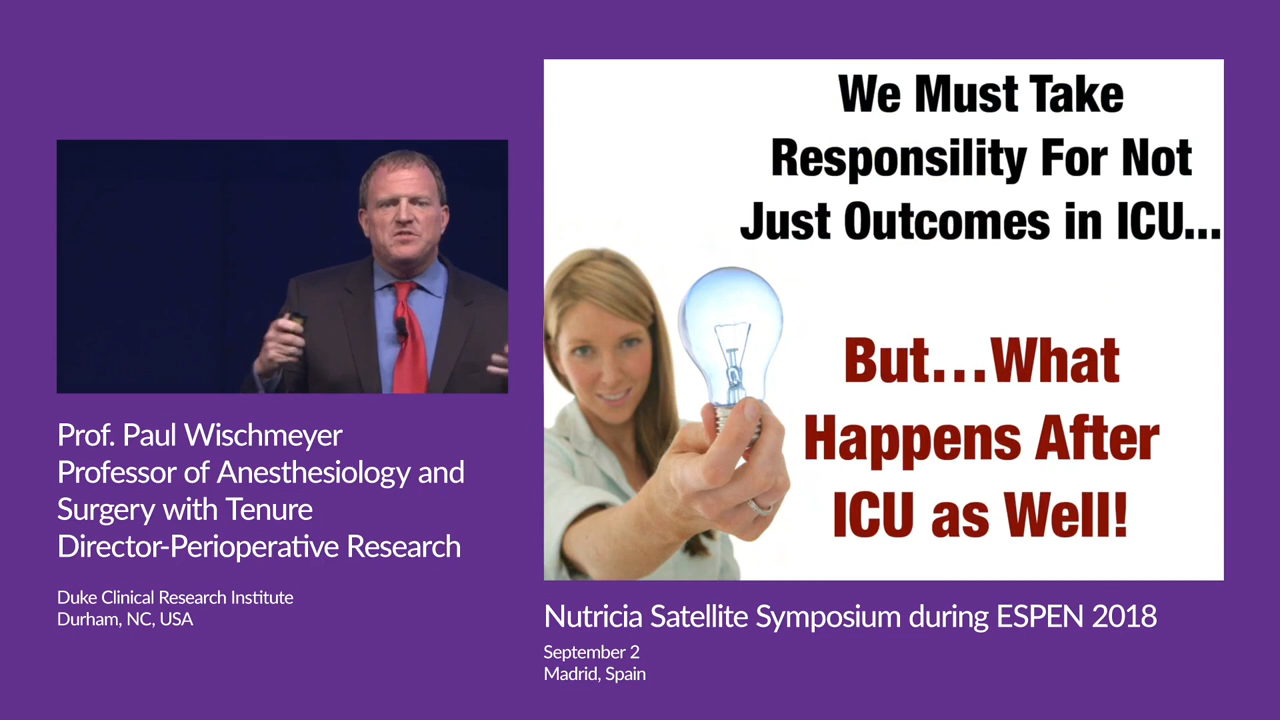 We Must Take
Responsility For Not
Just Outcomes in ICU...
But...What
Happens After
ICU as Well!
Prof. Paul Wischmeyer
Professor of Anesthesiology and
Surgery with Tenure
Director-Perioperative Research
Duke Clinical Research Institute
Durham, NC, USA
Nutricia Satellite Symposium during ESPEN 2018
September 2
Madrid, Spain